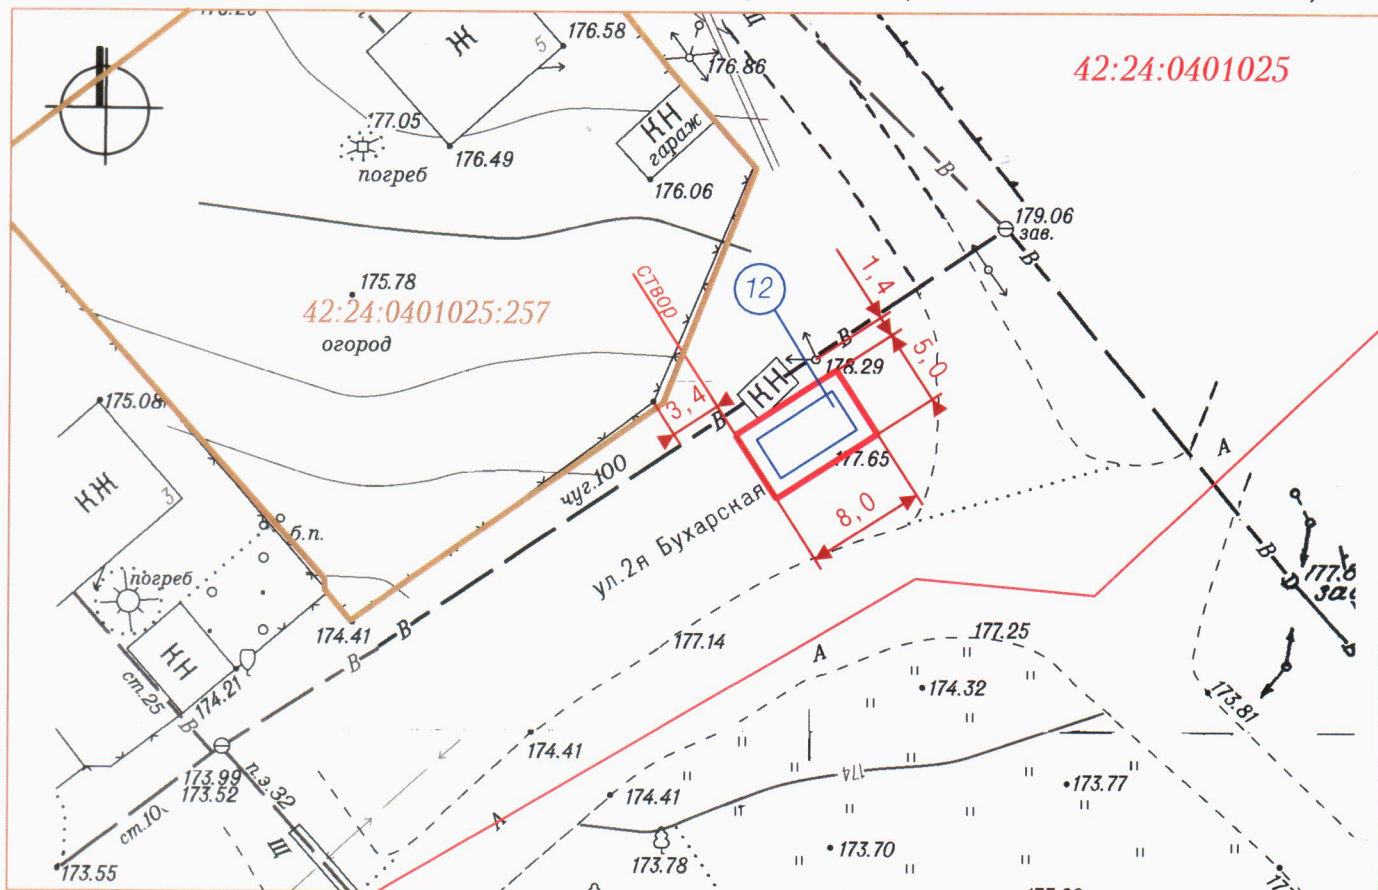 42:24:0401025
Ж
5
176.58
176.86
Щ
177.05
погреб
176.49
КН
гараж
176.06
В
179.06
зав.
В
175.78
42:24:0401025:257
огород
створ
12
1,4
В
178.29
5,0
КН
3,4
В
177.65
175.08
КЖ
3
чуг.100
8,0
ул.2я Бухарская
А
б.п.
погреб
В
174.41
В
В
177.14
177.25
А
КН
ст.25
174.21
174.32
173.81
В
174.41
173.99
173.52
п.э.32
174
174.41
173.77
ст.10
Щ
А
173.55
173.78
173.70